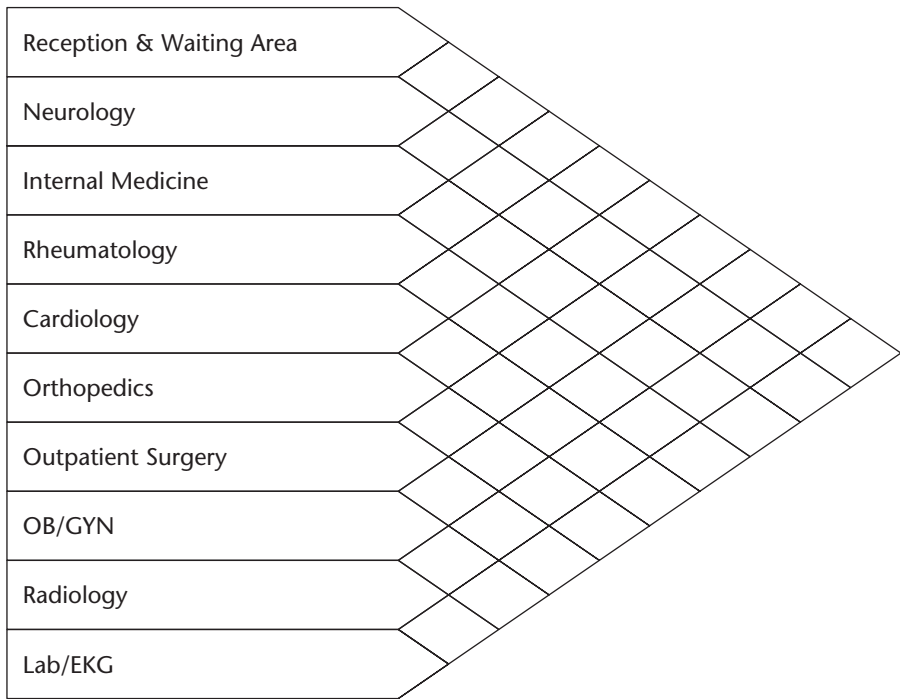 Reception & Waiting Area
Neurology
Internal Medicine
Rheumatology
Cardiology
Orthopedics
Outpatient Surgery
OB/GYN
Radiology
Lab/EKG